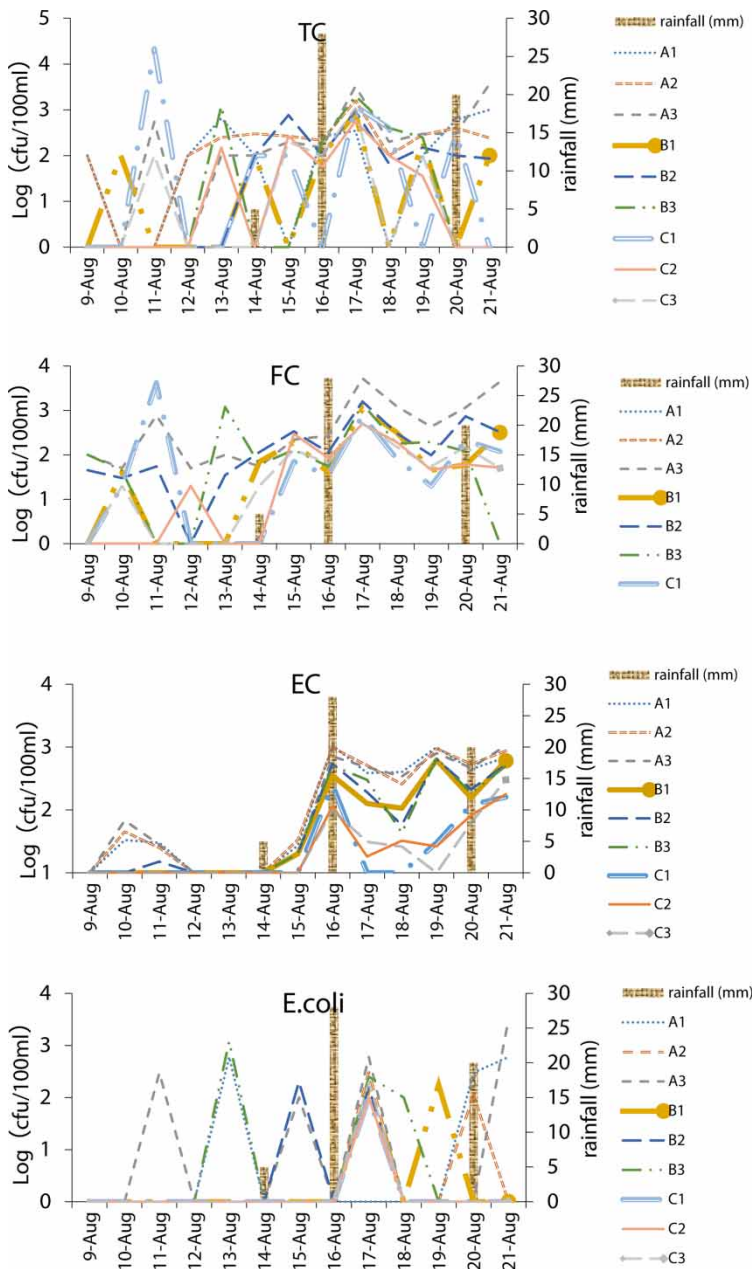 TC
Log (cfu/100ml)
5
4
3
2
1
0
30
25
20
15
10
5
0
rainfall (mm)
9-Aug
10-Aug
11-Aug
12-Aug
13-Aug
14-Aug
15-Aug
16-Aug
17-Aug
18-Aug
19-Aug
20-Aug
21-Aug
rainfall (mm)
A1
A2
A3
B1
B2
B3
C1
C2
C3
FC
Log (cfu/100ml)
4
3
2
1
0
30
25
20
15
10
5
0
rainfall (mm)
9-Aug
10-Aug
11-Aug
12-Aug
13-Aug
14-Aug
15-Aug
16-Aug
17-Aug
18-Aug
19-Aug
20-Aug
21-Aug
rainfall (mm)
A1
A2
A3
B1
B2
B3
C1
EC
Log (cfu/100ml)
4
3
2
1
30
25
20
15
10
5
0
rainfall (mm)
9-Aug
10-Aug
11-Aug
12-Aug
13-Aug
14-Aug
15-Aug
16-Aug
17-Aug
18-Aug
19-Aug
20-Aug
21-Aug
rainfall (mm)
A1
A2
A3
B1
B2
B3
C1
C2
C3
E.coli
Log (cfu/100ml)
4
3
2
1
0
30
25
20
15
10
5
0
rainfall (mm)
9-Aug
10-Aug
11-Aug
12-Aug
13-Aug
14-Aug
15-Aug
16-Aug
17-Aug
18-Aug
19-Aug
20-Aug
21-Aug
rainfall (mm)
A1
A2
A3
B1
B2
B3
C1
C2
C3